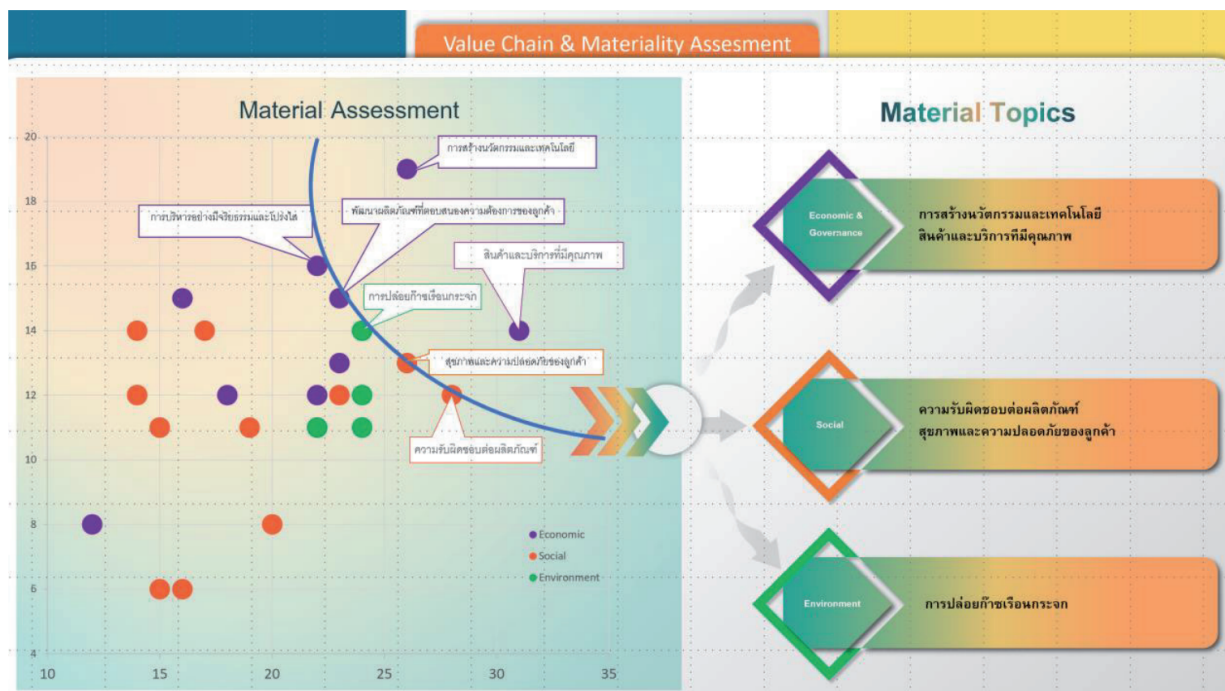 Value Chain & Materiality Assesment
Material Assessment
20
18
16
14
12
10
8
6
4
10
15
20
25
30
35
การสร้างนวัตกรรมและเทคโนโลยี
การบริหารอย่างมีจริยธรรมและโปร่งใส
พัฒนาผลิตภัณฑ์ที่ตอบสนองความต้องการของลูกค้า
สินค้าและบริการที่มีคุณภาพ
การปล่อยก๊าซเรือนกระจก
สุขภาพและความปลอดภัยของลูกค้า
ความรับผิดชอบต่อผลิตภัณฑ์
Economic
Social
Environment
Material Topics
Economic &
Governance
การสร้างนวัตกรรมและเทคโนโลยี
สินค้าและบริการที่มีคุณภาพ
Social
ความรับผิดชอบต่อผลิตภัณฑ์
สุขภาพและความปลอดภัยของลูกค้า
Environment
การปล่อยก๊าซเรือนกระจก